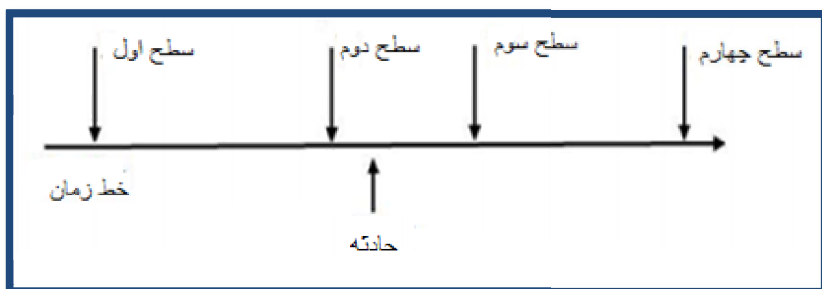 سطح اول
سطح دوم
سطح سوم
سطح چهارم
خط زمان
حادثه